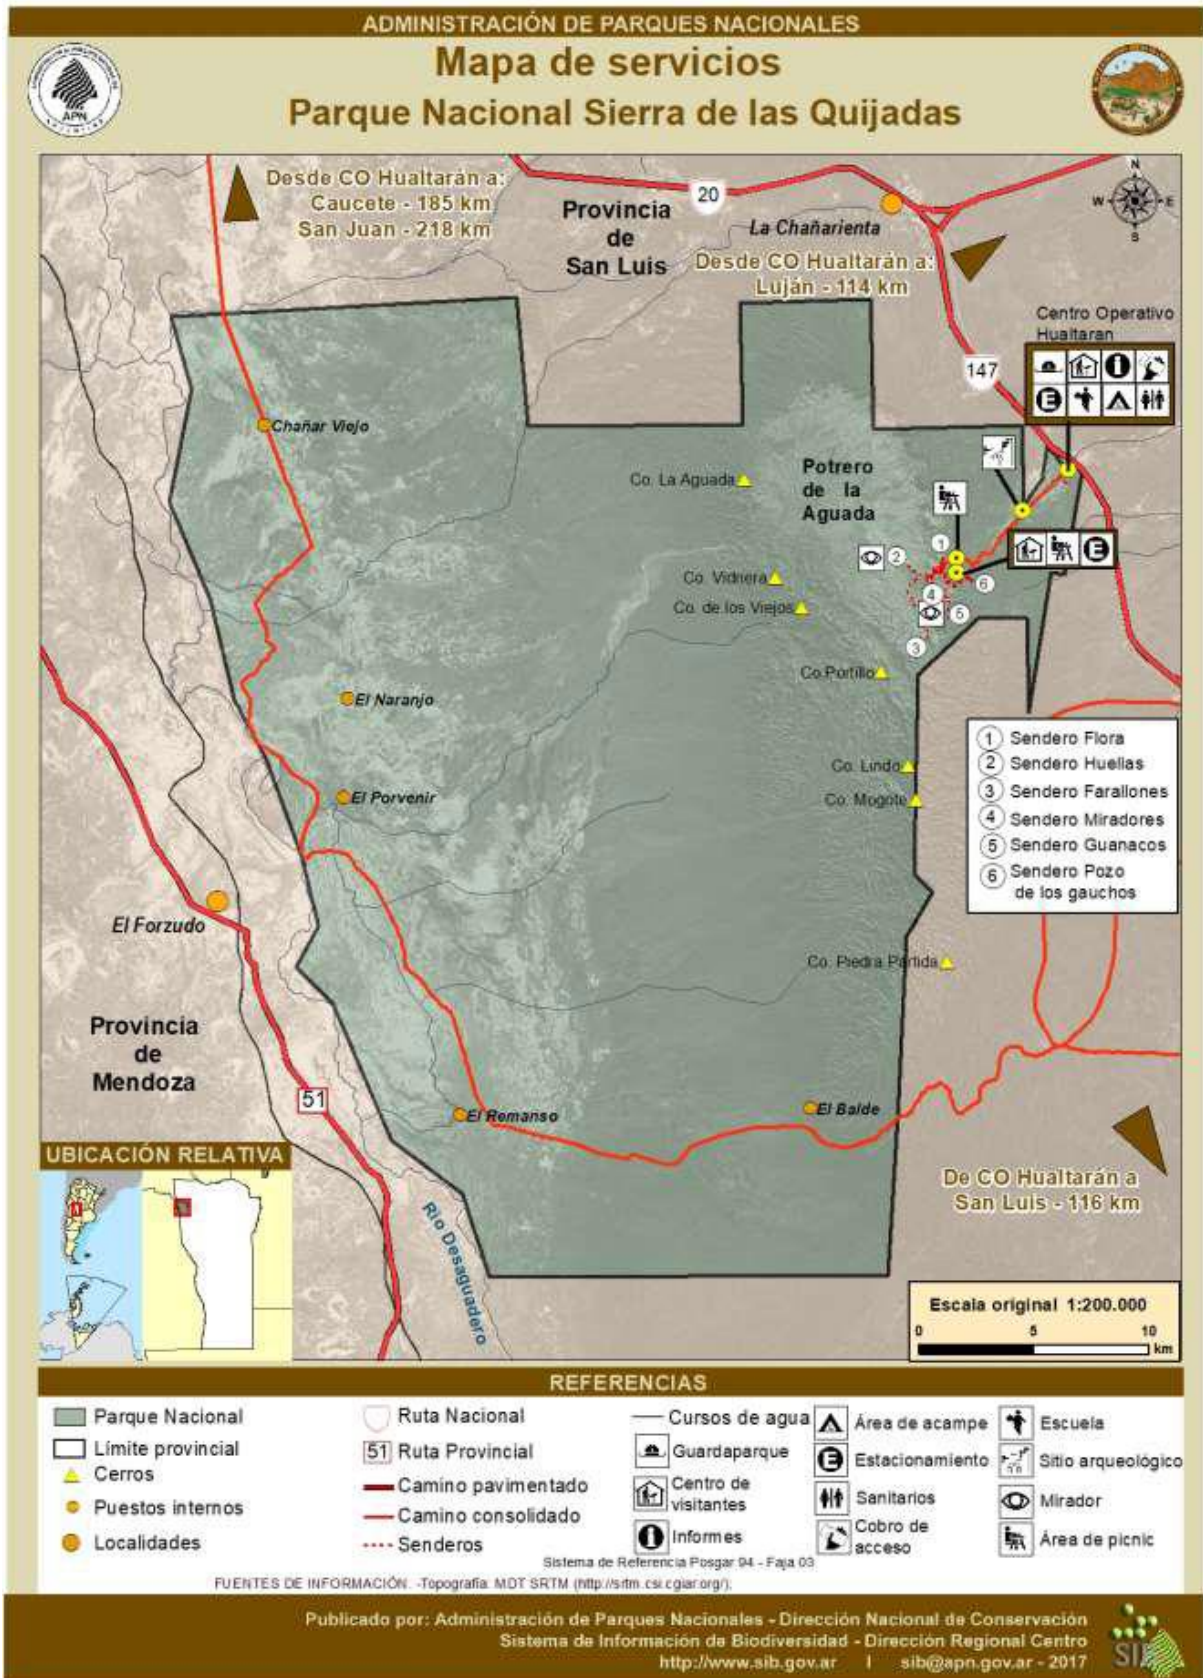 ADMINISTRACIÓN DE PARQUES NACIONALES
Mapa de servicios
Parque Nacional Sierra de las Quijadas
APN
Desde CO Hualtarán a:
Caucete - 185 km
San Juan - 218 km
Provincia
de
San Luis
20
La Chañarienta
Desde CO Hualtarán a:
Luján - 114 km
N
W
E
S
Centro Operativo
Hualtaran
147
Chañar Viejo
Co. La Aguada
Potrero
de la
Aguada
Co. Vidriera
Co. de los Viejos
1
2
4
6
5
3
Co Portillo
El Naranjo
El Porvenir
Co. Lindo
Co. Mogote
1 Sendero Flora
2 Sendero Huellas
3 Sendero Farallones
4 Sendero Miradores
5 Sendero Guanacos
6 Sendero Pozo
de los gauchos
El Forzudo
Co. Piedra Partida
Provincia
de
Mendoza
51
El Remanso
El Balde
UBICACIÓN RELATIVA
De CO Hualtarán a
San Luis - 116 km
Rio Desaguadero
Escala original 1:200.000
0 5 10
km
REFERENCIAS
Parque Nacional
Límite provincial
Cerros
Puestos internos
Localidades
Ruta Nacional
51 Ruta Provincial
Camino pavimentado
Camino consolidado
Senderos
Cursos de agua
Guardaparque
Centro de
visitantes
Informes
Área de acampe
Estacionamiento
Sanitarios
Cobro de
acceso
Escuela
Sitio arqueológico
Mirador
Área de picnic
Sistema de Referencia Posgar 94 - Faja 03
FUENTES DE INFORMACIÓN. -Topografía: MDT SRTM (http://srtm.csi.cgiar.org/);
Publicado por: Administración de Parques Nacionales - Dirección Nacional de Conservación
Sistema de Información de Biodiversidad - Dirección Regional Centro
http://www.sib.gov.ar I sib@apn.gov.ar - 2017
SIB